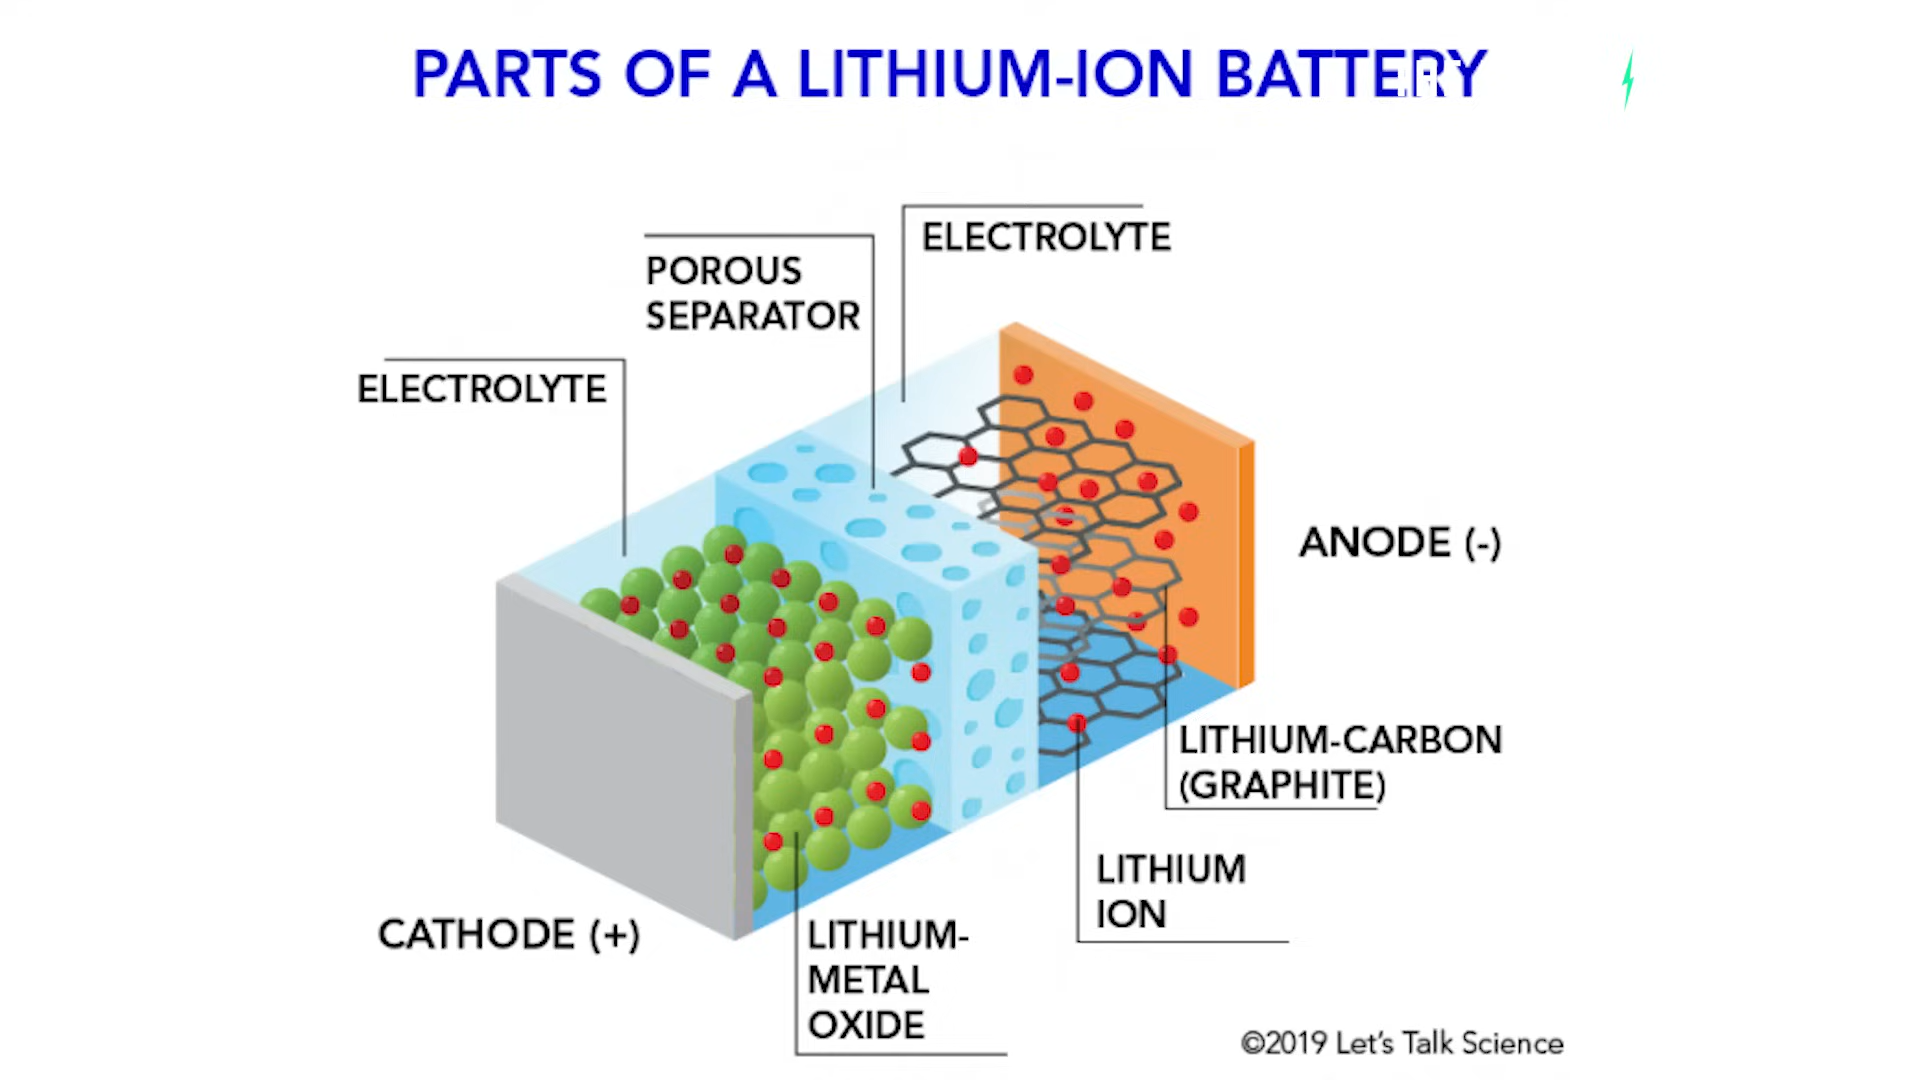 PARTS OF A LITHIUM-ION BATTERY
ELECTROLYTE
POROUS
SEPARATOR
ELECTROLYTE
ANODE (-)
LITHIUM-CARBON
(GRAPHITE)
LITHIUM
ION
CATHODE (+)
LITHIUM-
METAL
OXIDE
©2019 Let's Talk Science